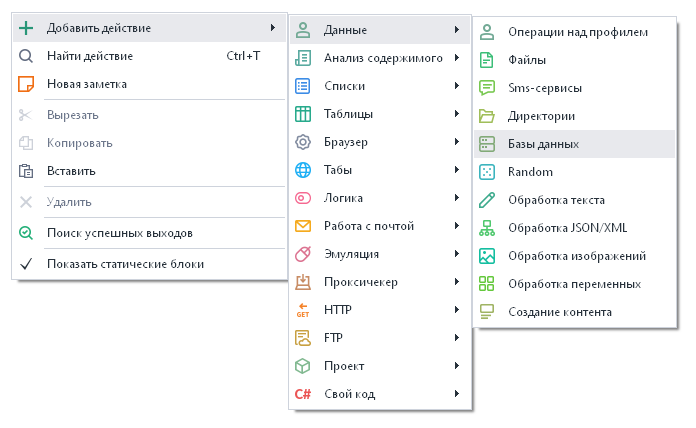 Добавить действие
Найти действие Ctrl+T
Новая заметка
Вырезать
Копировать
Вставить
Удалить
Поиск успешных выходов
Показать статические блоки
Данные
Анализ содержимого
Списки
Таблицы
Браузер
Табы
Логика
Работа с почтой
Эмуляция
Проксичекер
GET HTTP
FTP
Проект
C# Свой код
Операции над профилем
Файлы
Sms-сервисы
Директории
Базы данных
Random
Обработка текста
Обработка JSON/XML
Обработка изображений
Обработка переменных
Создание контента